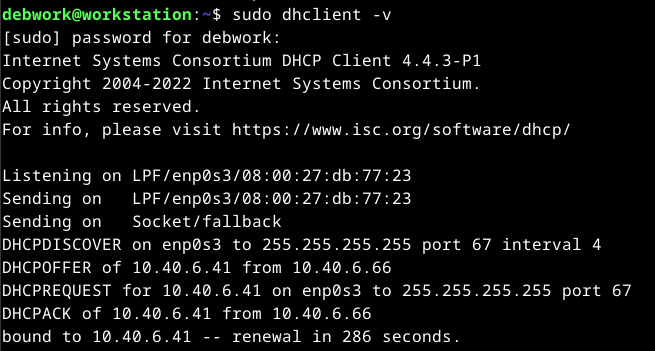 debwork@workstation:~$ sudo dhclient -v
[sudo] password for debwork:
Internet Systems Consortium DHCP Client 4.4.3-P1
Copyright 2004-2022 Internet Systems Consortium.
All rights reserved.
For info, please visit https://www.isc.org/software/dhcp/

Listening on LPF/enp0s3/08:00:27:db:77:23
Sending on   LPF/enp0s3/08:00:27:db:77:23
Sending on   Socket/fallback
DHCPDISCOVER on enp0s3 to 255.255.255.255 port 67 interval 4
DHCPOFFER of 10.40.6.41 from 10.40.6.66
DHCPREQUEST for 10.40.6.41 on enp0s3 to 255.255.255.255 port 67
DHCPACK of 10.40.6.41 from 10.40.6.66
bound to 10.40.6.41 -- renewal in 286 seconds.